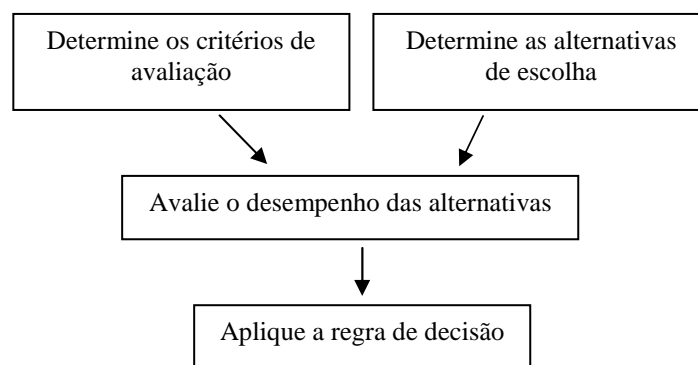 Determine os critérios de
avaliação
Determine as alternativas
de escolha
Avalie o desempenho das alternativas
Aplique a regra de decisão